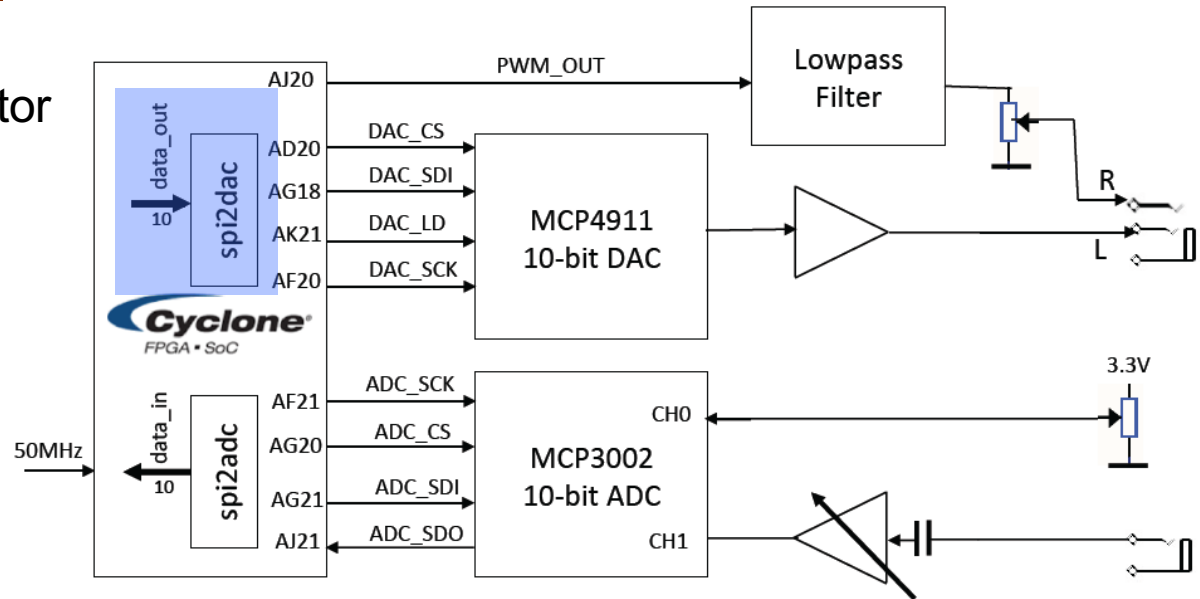 tor
AJ20
PWM_OUT
Lowpass
Filter
data_out
10
spi2dac
AD20
DAC_CS
AG18
DAC_SDI
AK21
DAC_LD
AF20
DAC_SCK
MCP4911
10-bit DAC
R
L
Cyclone®
FPGA • SoC
50MHz
data_in
10
spi2adc
AF21
ADC_SCK
AG20
ADC_CS
AG21
ADC_SDI
AJ21
ADC_SDO
MCP3002
10-bit ADC
CH0
CH1
3.3V